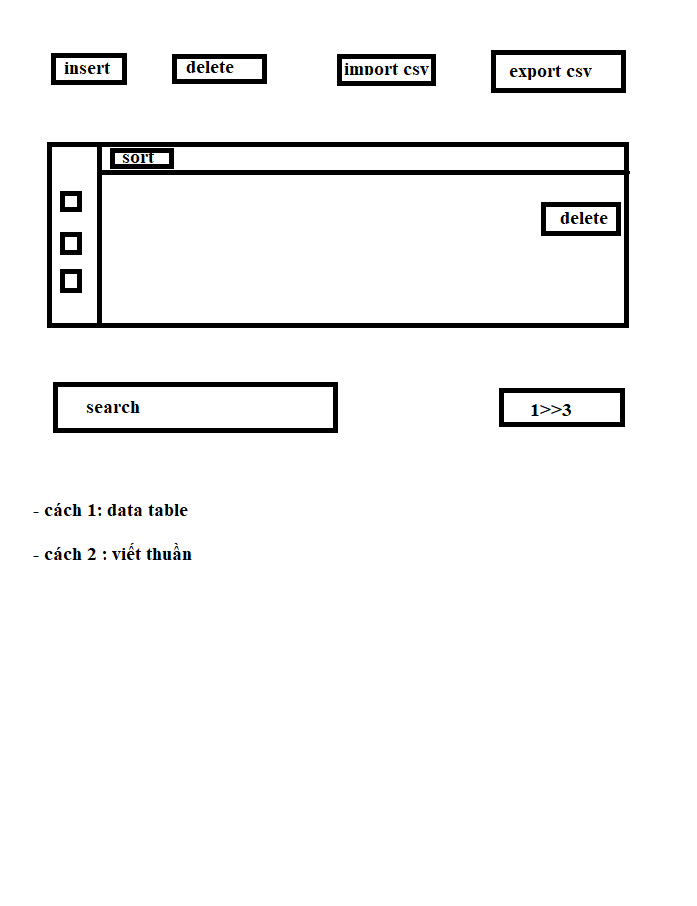 insert delete import csv export csv
sort
delete
search 1>>3
- cách 1: data table
- cách 2 : viết thuần